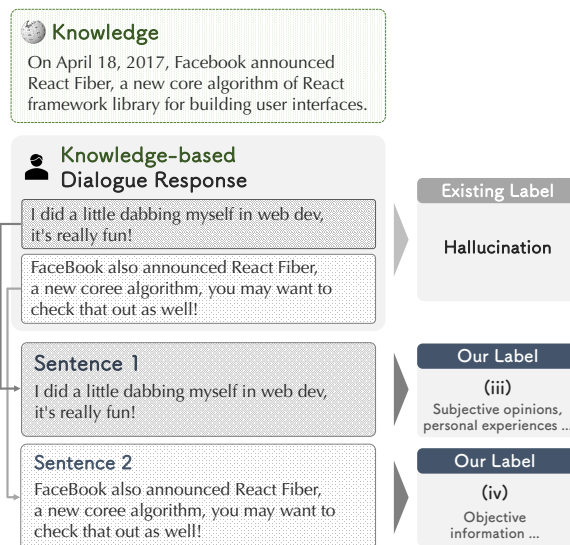 Knowledge
On April 18, 2017, Facebook announced
React Fiber, a new core algorithm of React
framework library for building user interfaces.
Knowledge-based
Dialogue Response
I did a little dabbing myself in web dev,
it's really fun!
FaceBook also announced React Fiber,
a new coree algorithm, you may want to
check that out as well!
Existing Label
Hallucination
Sentence 1
I did a little dabbing myself in web dev,
it's really fun!
Our Label
(iii)
Subjective opinions,
personal experiences ...
Sentence 2
FaceBook also announced React Fiber,
a new coree algorithm, you may want to
check that out as well!
Our Label
(iv)
Objective
information ...